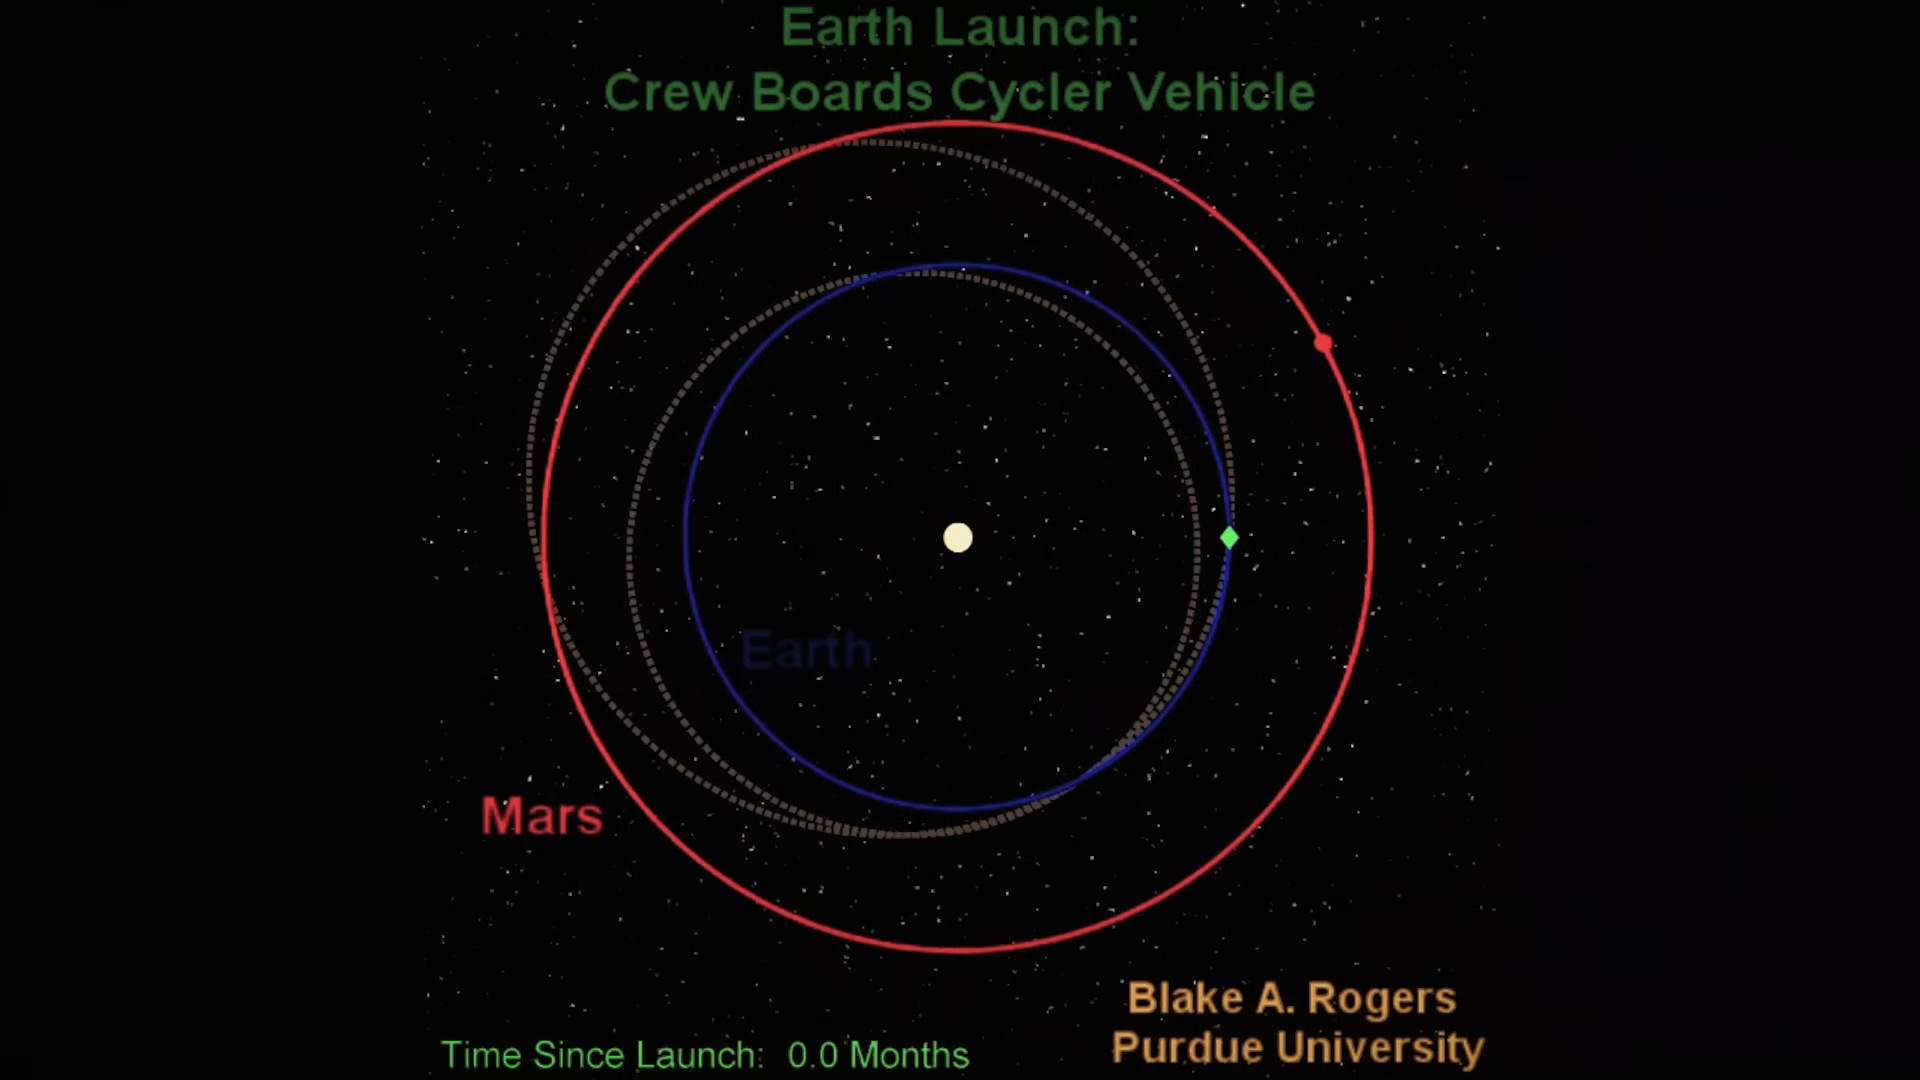 Earth Launch:
Crew Boards Cycler Vehicle
Earth
Mars
Blake A. Rogers
Purdue University
Time Since Launch: 0.0 Months